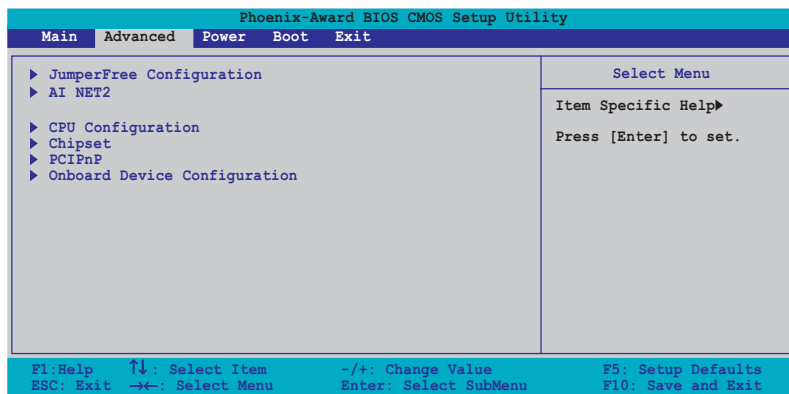 Phoenix-Award BIOS CMOS Setup Utility
Main Advanced Power Boot Exit
JumperFree Configuration
AI NET2
CPU Configuration
Chipset
PCIPnP
Onboard Device Configuration
Select Menu
Item Specific Help
Press [Enter] to set.
F1:Help ↑↓: Select Item -/+: Change Value F5: Setup Defaults
ESC: Exit →←: Select Menu Enter: Select SubMenu F10: Save and Exit